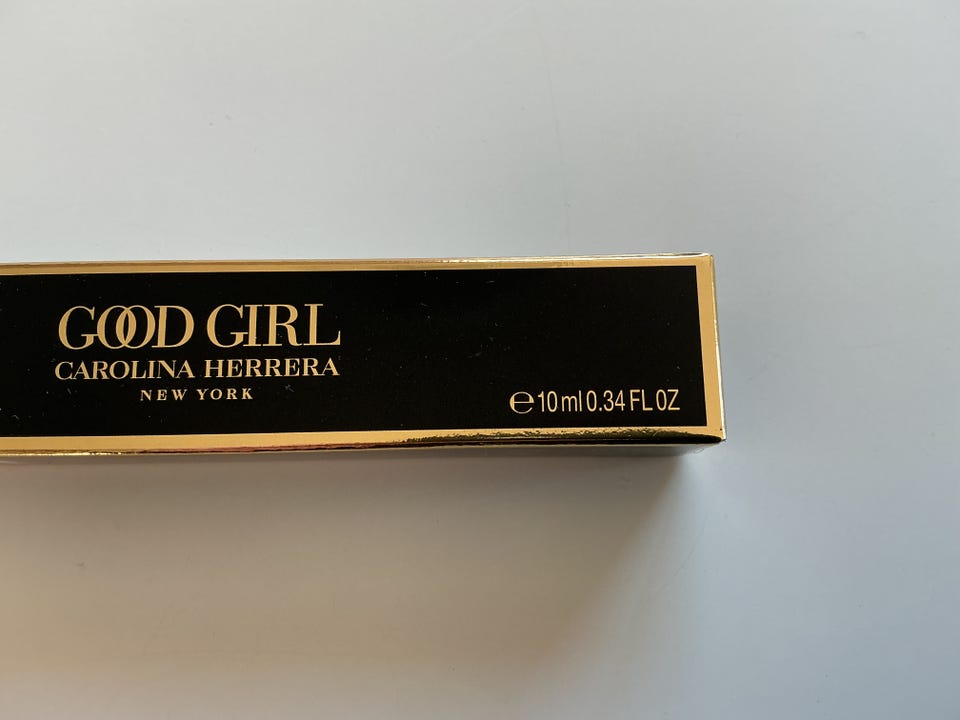 GOOD GIRL
CAROLINA HERRERA
NEW YORK
℮10ml 0.34 FL OZ